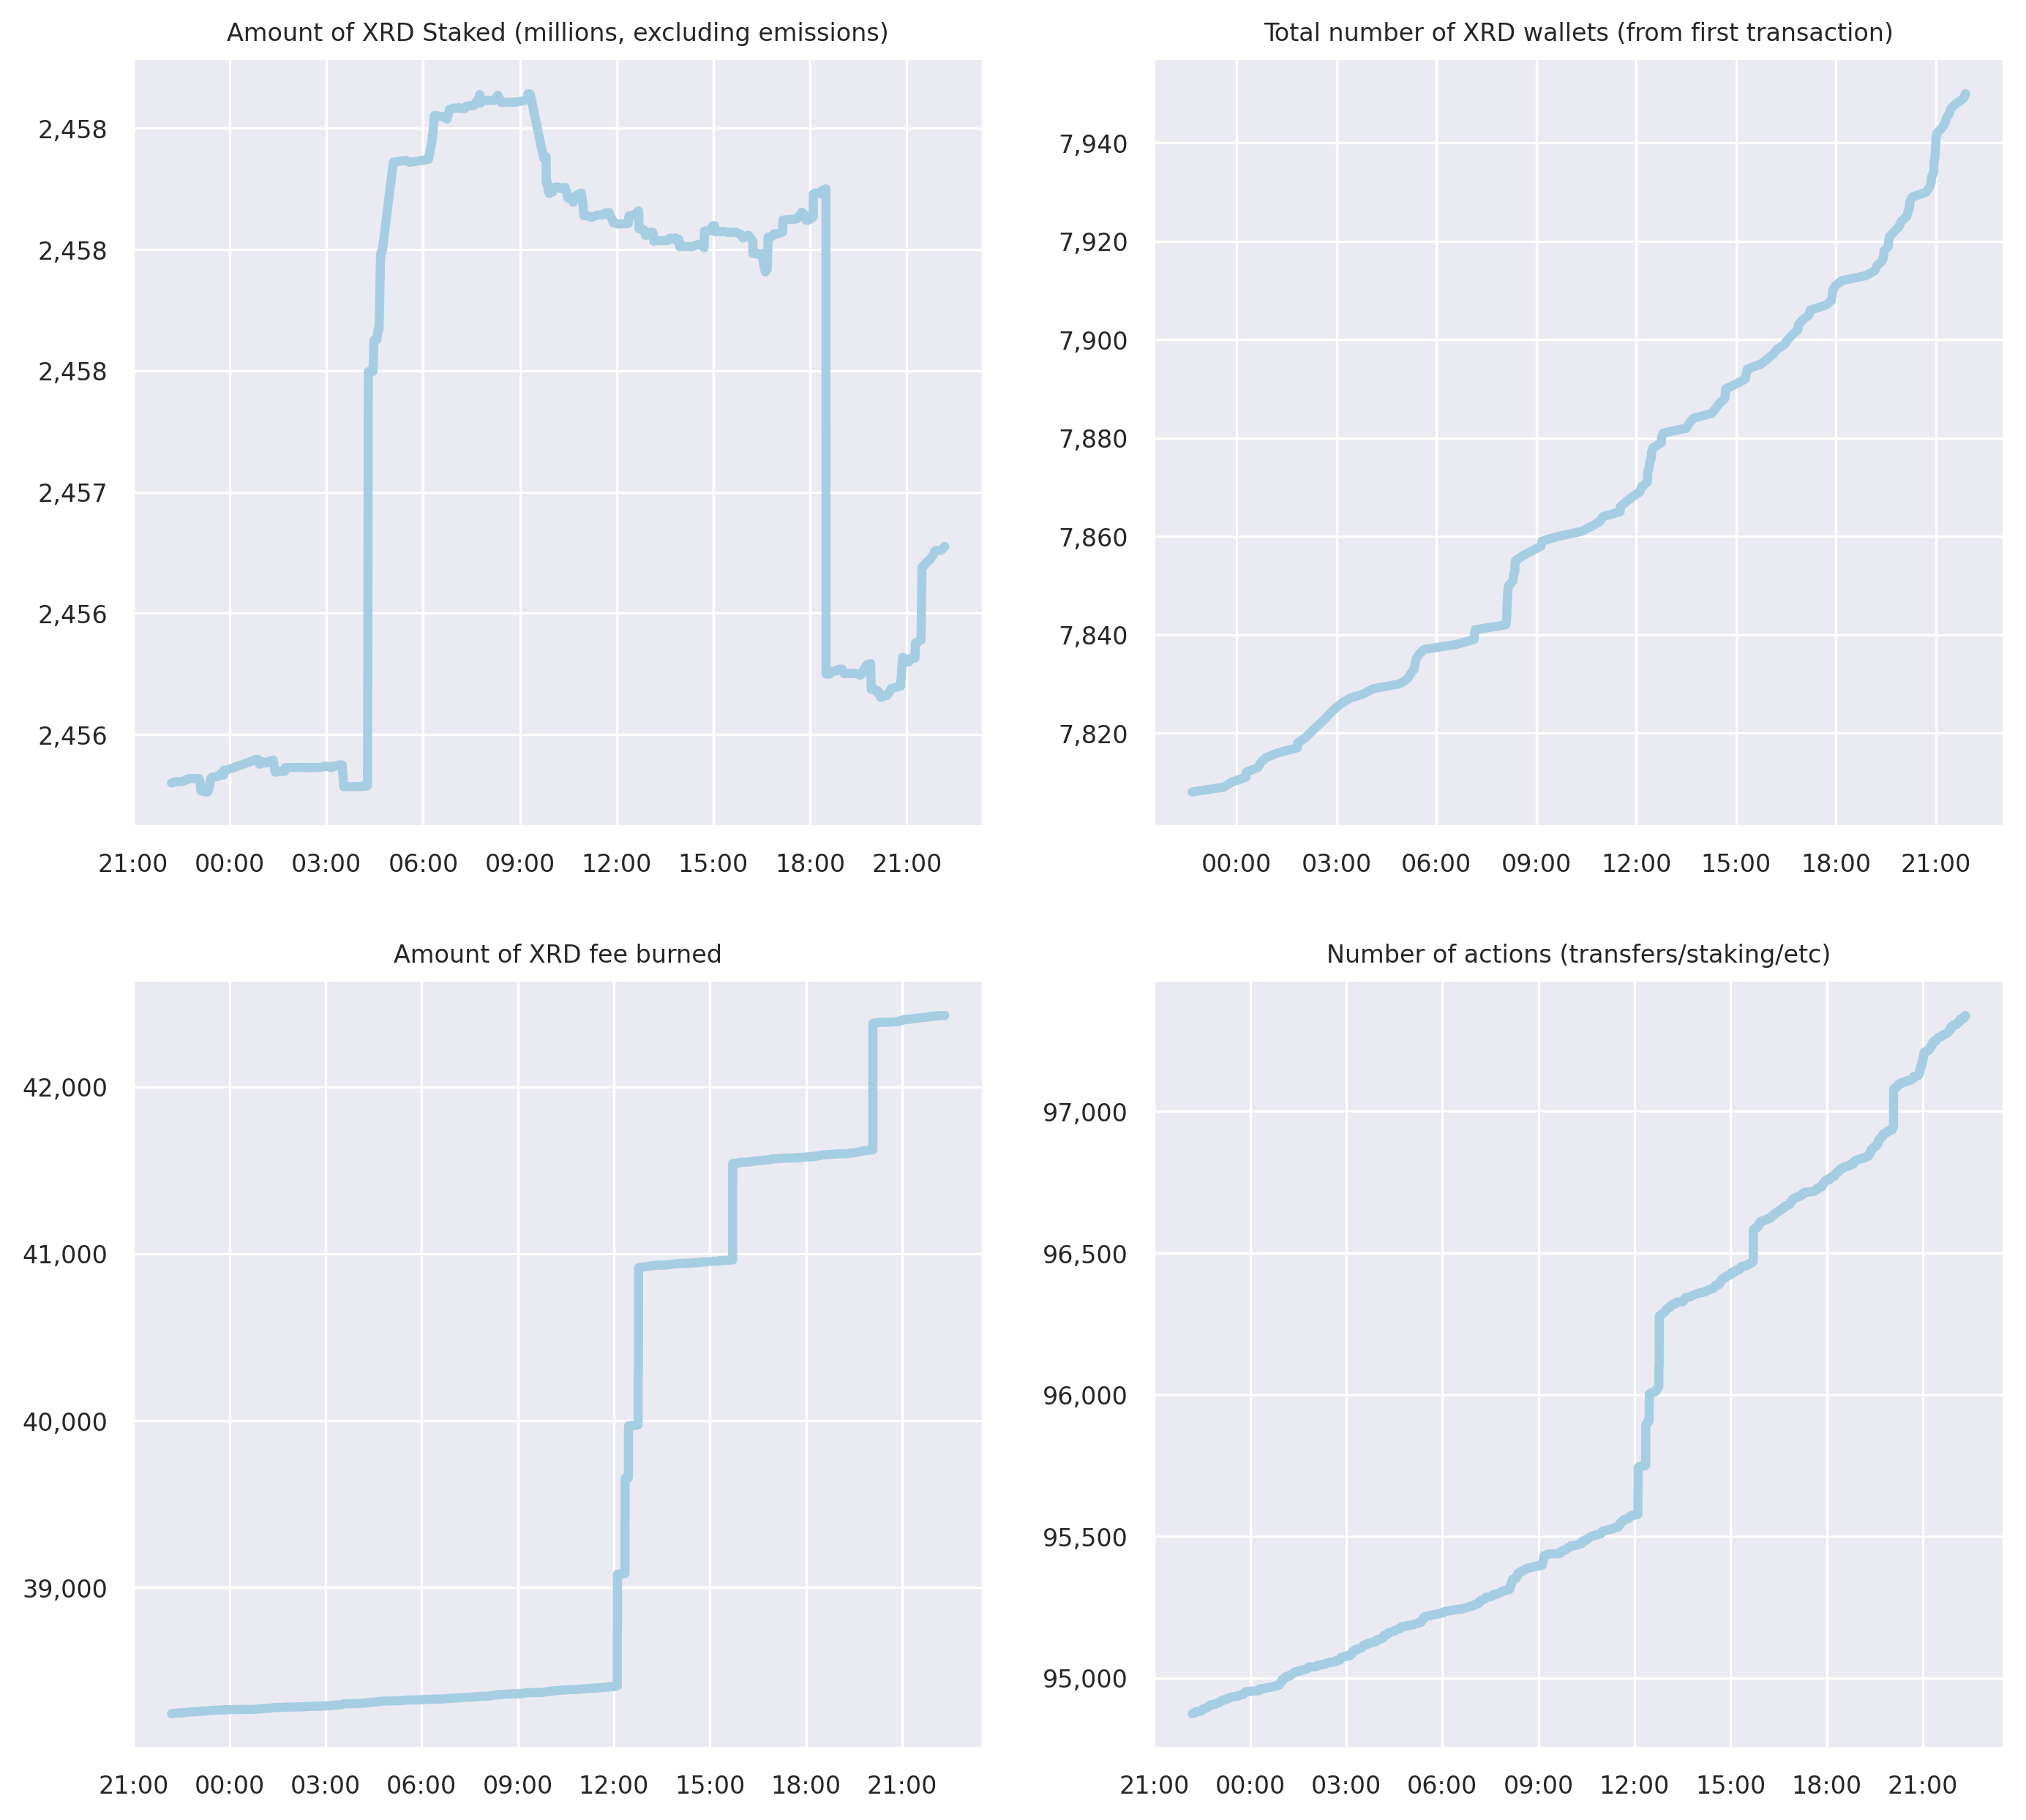 Amount of XRD Staked (millions, excluding emissions)
2,458
2,458
2,458
2,457
2,456
2,456
21:00 00:00 03:00 06:00 09:00 12:00 15:00 18:00 21:00
Total number of XRD wallets (from first transaction)
7,940
7,920
7,900
7,880
7,860
7,840
7,820
00:00 03:00 06:00 09:00 12:00 15:00 18:00 21:00
Amount of XRD fee burned
42,000
41,000
40,000
39,000
21:00 00:00 03:00 06:00 09:00 12:00 15:00 18:00 21:00
Number of actions (transfers/staking/etc)
97,000
96,500
96,000
95,500
95,000
21:00 00:00 03:00 06:00 09:00 12:00 15:00 18:00 21:00